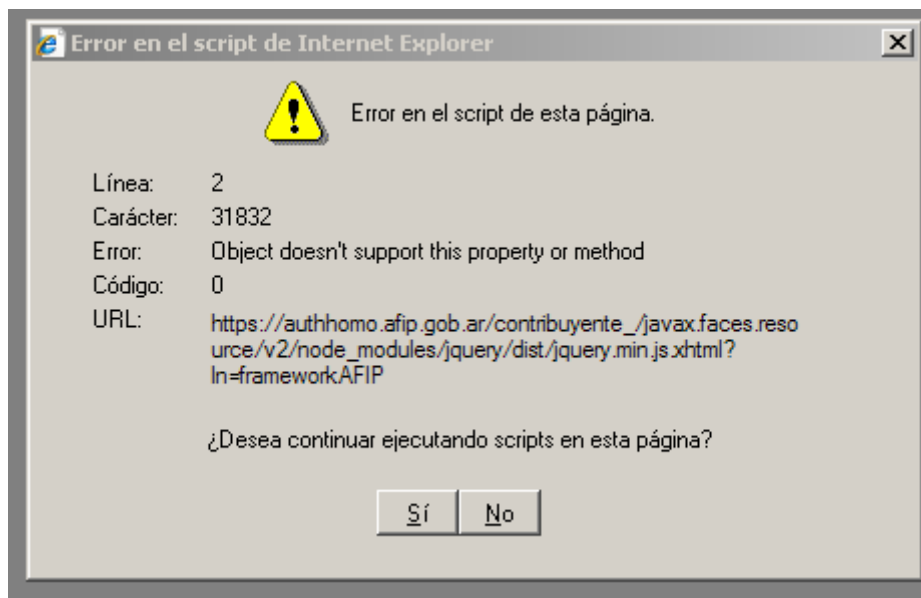 Error en el script de Internet Explorer
Error en el script de esta página.
Línea: 2
Carácter: 31832
Error: Object doesn't support this property or method
Código: 0
URL: https://authhomo.afip.gob.ar/contribuyente_/javax.faces.reso
urce/v2/node_modules/jquery/dist/jquery.min.js.xhtml?
ln=frameworkAFIP
¿Desea continuar ejecutando scripts en esta página?
Sí No